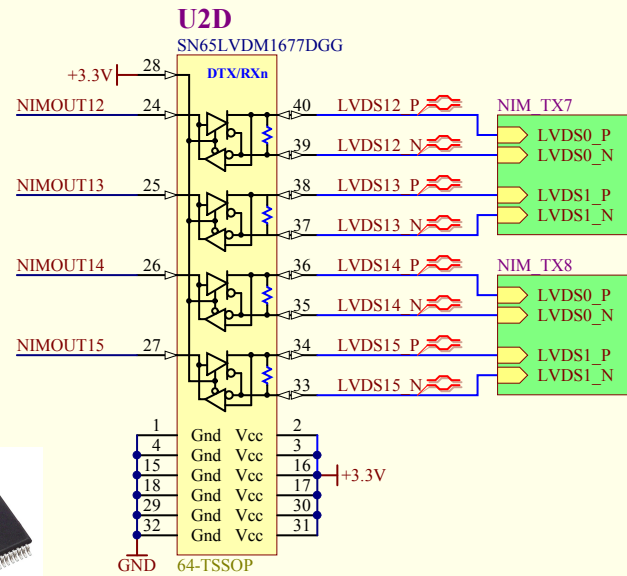 U2D
SN65LVDM1677DGG
+3.3V 28 DTX/RXn
NIMOUT12 24 40 LVDS12_P NIM_TX7
LVDS0_P
39 LVDS12_N LVDS0_N
NIMOUT13 25 38 LVDS13_P LVDS1_P
37 LVDS13_N LVDS1_N
NIMOUT14 26 36 LVDS14_P NIM_TX8
LVDS0_P
35 LVDS14_N LVDS0_N
NIMOUT15 27 34 LVDS15_P LVDS1_P
33 LVDS15_N LVDS1_N
1 Gnd Vcc 2
4 Gnd Vcc 3
15 Gnd Vcc 16 +3.3V
18 Gnd Vcc 17
29 Gnd Vcc 30
32 Gnd Vcc 31
GND 64-TSSOP